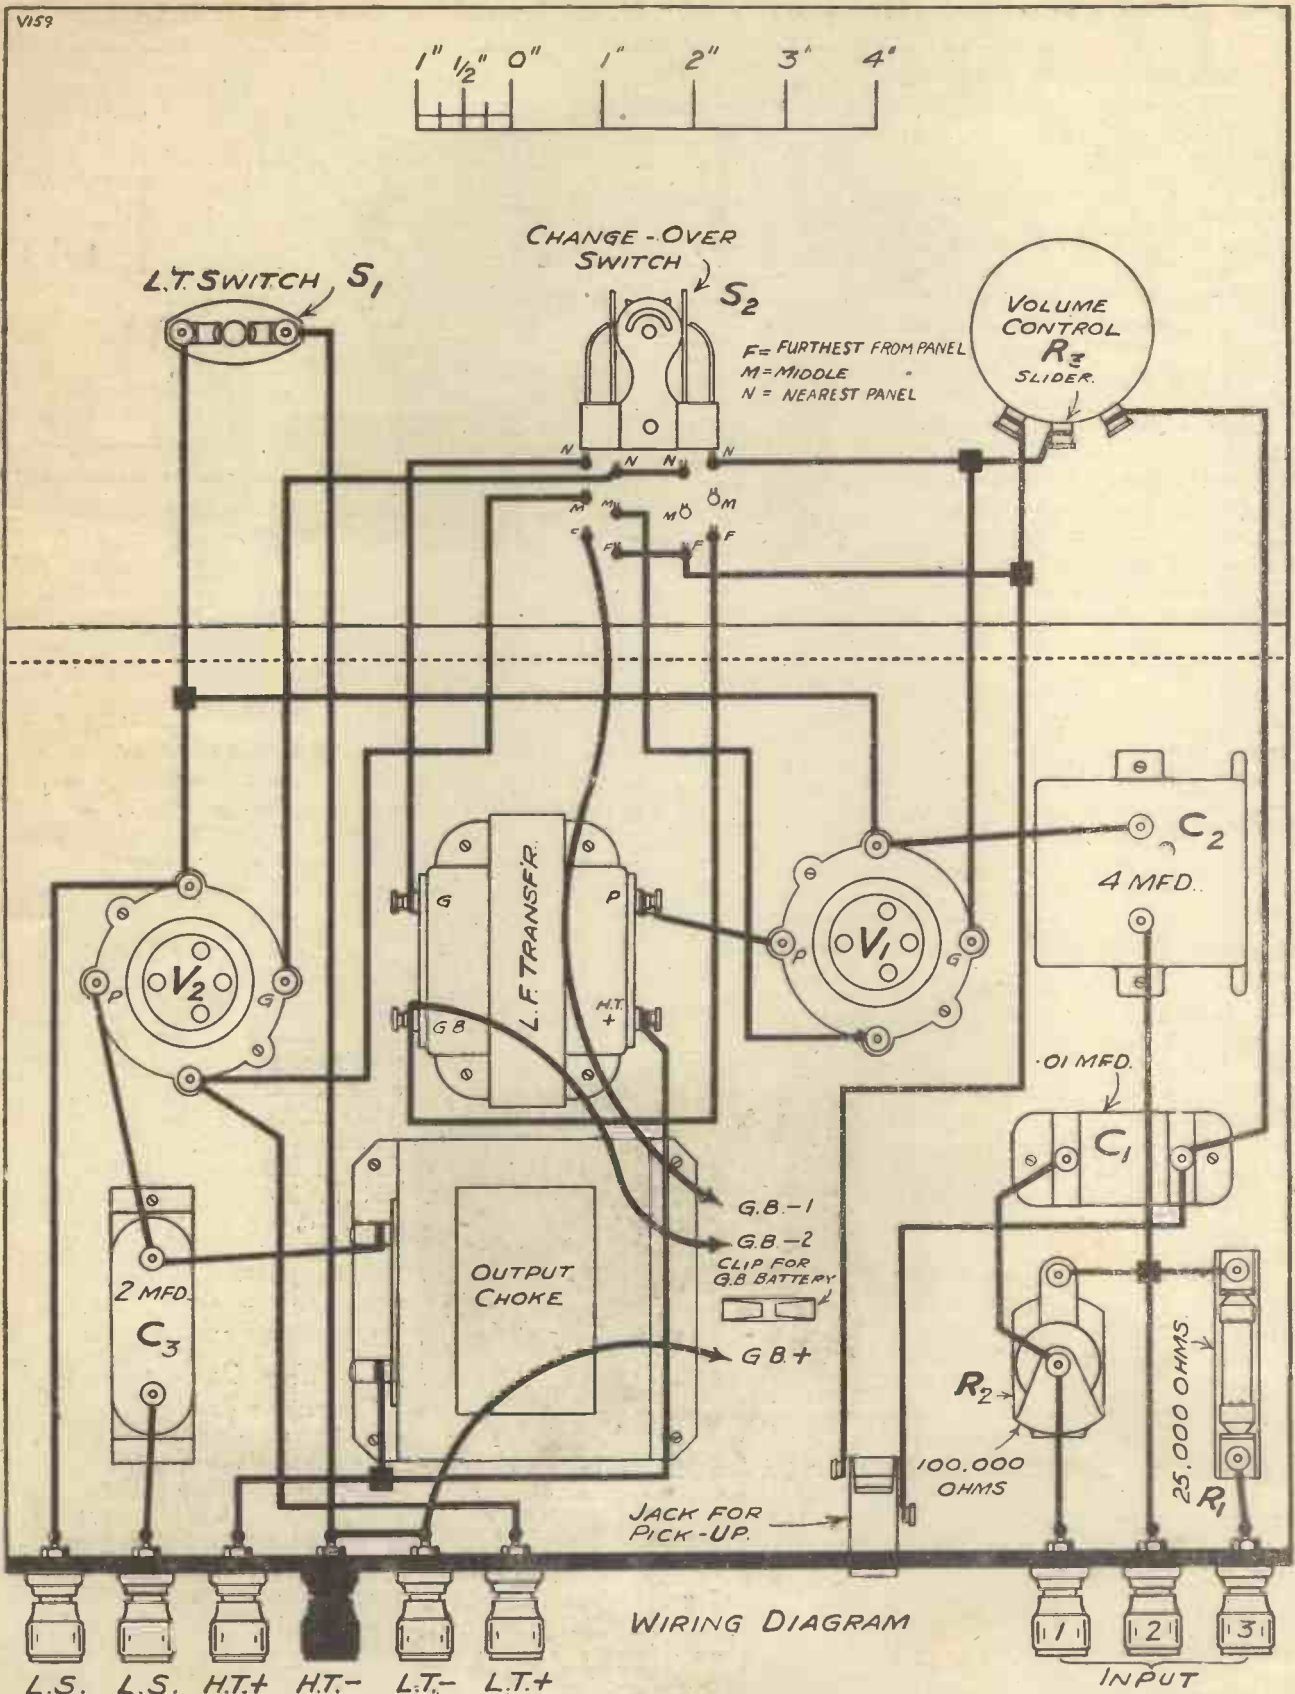 V159
1" 1/2" 0" 1" 2" 3" 4"
CHANGE-OVER
SWITCH
S2
L.T. SWITCH S1
VOLUME
CONTROL
R3
SLIDER.
F = FURTHEST FROM PANEL
M = MIDDLE
N = NEAREST PANEL
N N N N
M M M M
F F F
C2
4 MFD.
L.F. TRANSF'R.
G P
GB H.T.
+
V1
P G
V2
P G
.01 MFD.
C1
G.B.-1
G.B.-2
CLIP FOR
G.B BATTERY
G B.+
OUTPUT
CHOKE
2 MFD.
C3
R2
100,000
OHMS
25,000 OHMS.
R1
JACK FOR
PICK-UP.
WIRING DIAGRAM
1 2 3
INPUT
L.S. L.S. H.T.+ H.T.- L.T.- L.T.+